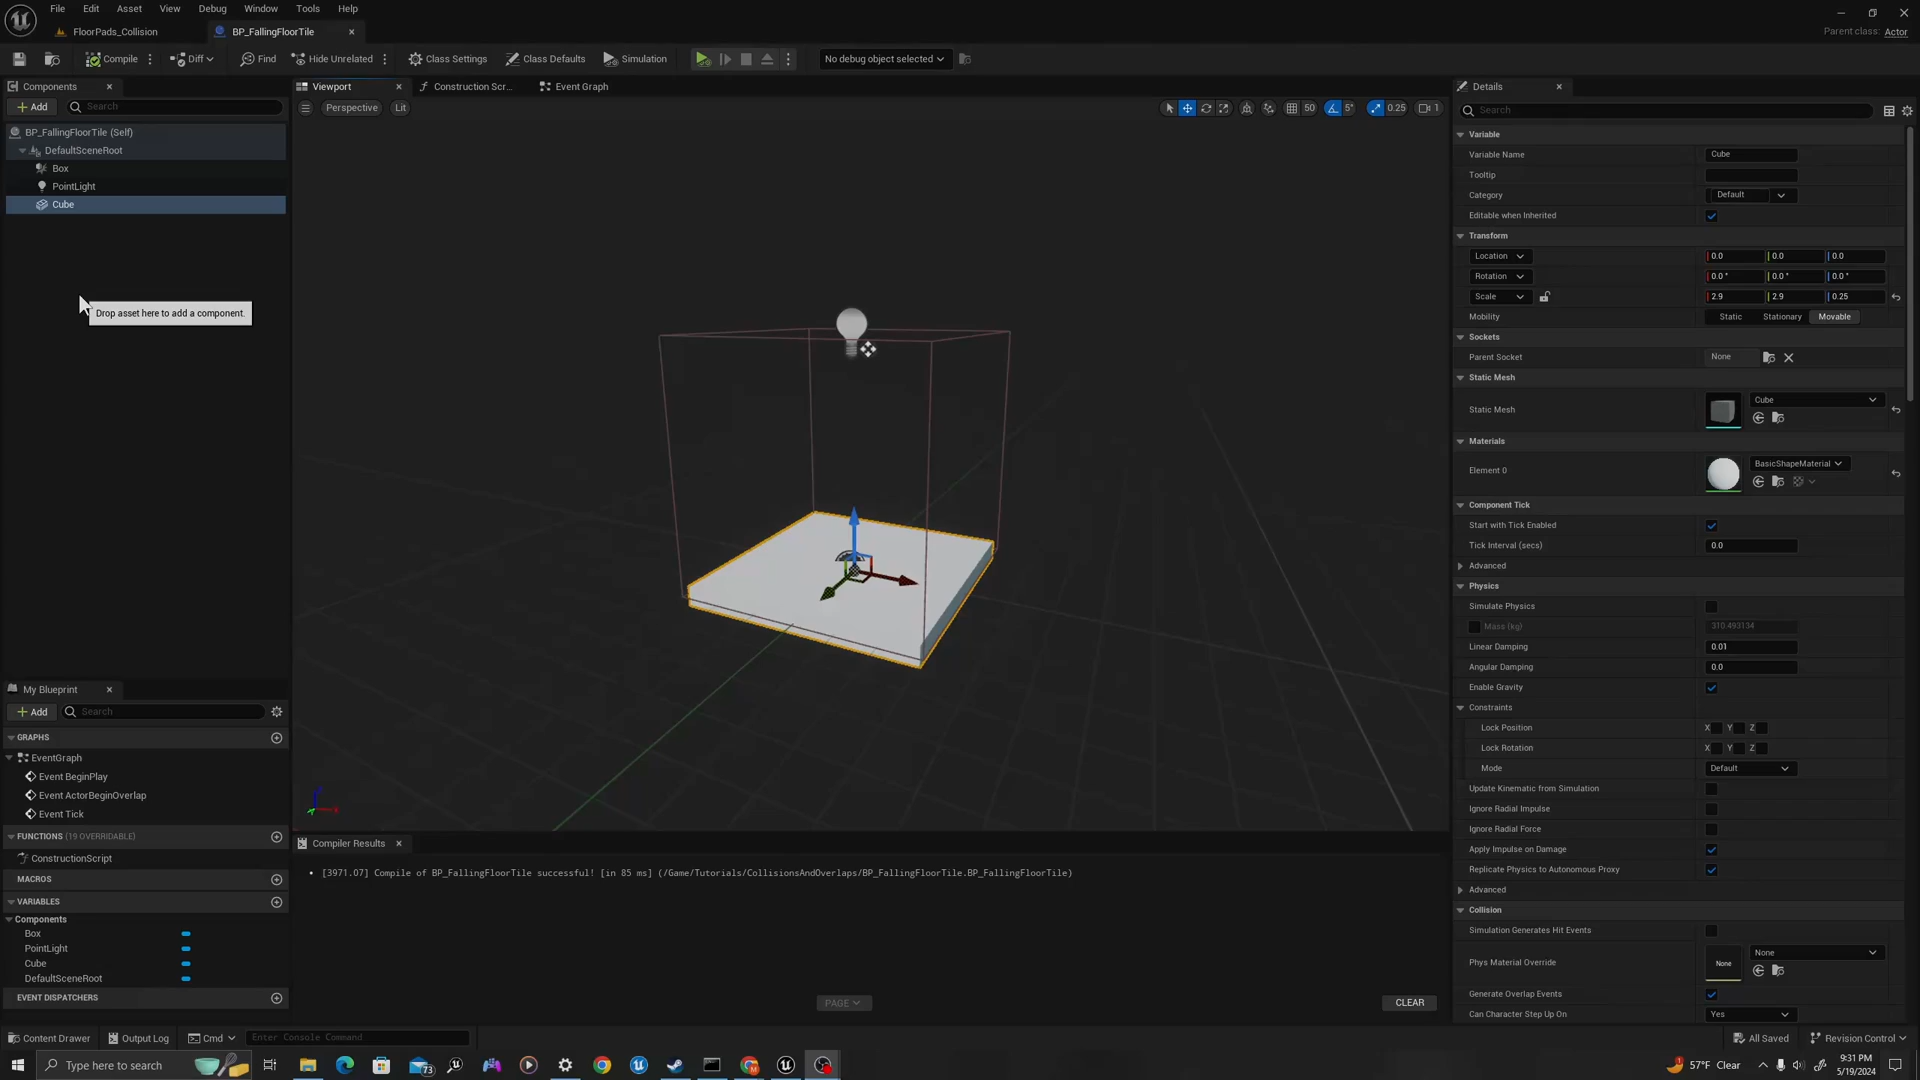 File Edit Asset View Debug Window Tools Help
FloorPads_Collision BP_FallingFloorTile Parent class: Actor
Compile Diff Find Hide Unrelated Class Settings Class Defaults Simulation No debug object selected
Components
Add Search
BP_FallingFloorTile (Self)
DefaultSceneRoot
Box
PointLight
Cube
Drop asset here to add a component.
Viewport Construction Scr... Event Graph
Perspective Lit 50 5° 0.25 1
Details
Search
Variable
Variable Name Cube
Tooltip
Category Default
Editable when Inherited
Transform
Location 0.0 0.0 0.0
Rotation 0.0 ° 0.0 ° 0.0 °
Scale 2.9 2.9 0.25
Mobility Static Stationary Movable
Sockets
Parent Socket None
Static Mesh
Static Mesh Cube
Materials
Element 0 BasicShapeMaterial
Component Tick
Start with Tick Enabled
Tick Interval (secs) 0.0
Advanced
Physics
Simulate Physics
Mass (kg) 310.493134
Linear Damping 0.01
Angular Damping 0.0
Enable Gravity
Constraints
Lock Position X Y Z
Lock Rotation X Y Z
Mode Default
Update Kinematic from Simulation
Ignore Radial Impulse
Ignore Radial Force
Apply Impulse on Damage
Replicate Physics to Autonomous Proxy
Advanced
Collision
Simulation Generates Hit Events
Phys Material Override None None
Generate Overlap Events
Can Character Step Up On Yes
My Blueprint
Add Search
GRAPHS
EventGraph
Event BeginPlay
Event ActorBeginOverlap
Event Tick
FUNCTIONS (19 OVERRIDABLE)
ConstructionScript
MACROS
VARIABLES
Components
Box
PointLight
Cube
DefaultSceneRoot
EVENT DISPATCHERS
Compiler Results
[3971.07] Compile of BP_FallingFloorTile successful! [in 85 ms] (/Game/Tutorials/CollisionsAndOverlaps/BP_FallingFloorTile.BP_FallingFloorTile)
PAGE CLEAR
Content Drawer Output Log Cmd Enter Console Command All Saved Revision Control
Type here to search 73 57°F Clear 9:31 PM
5/19/2024